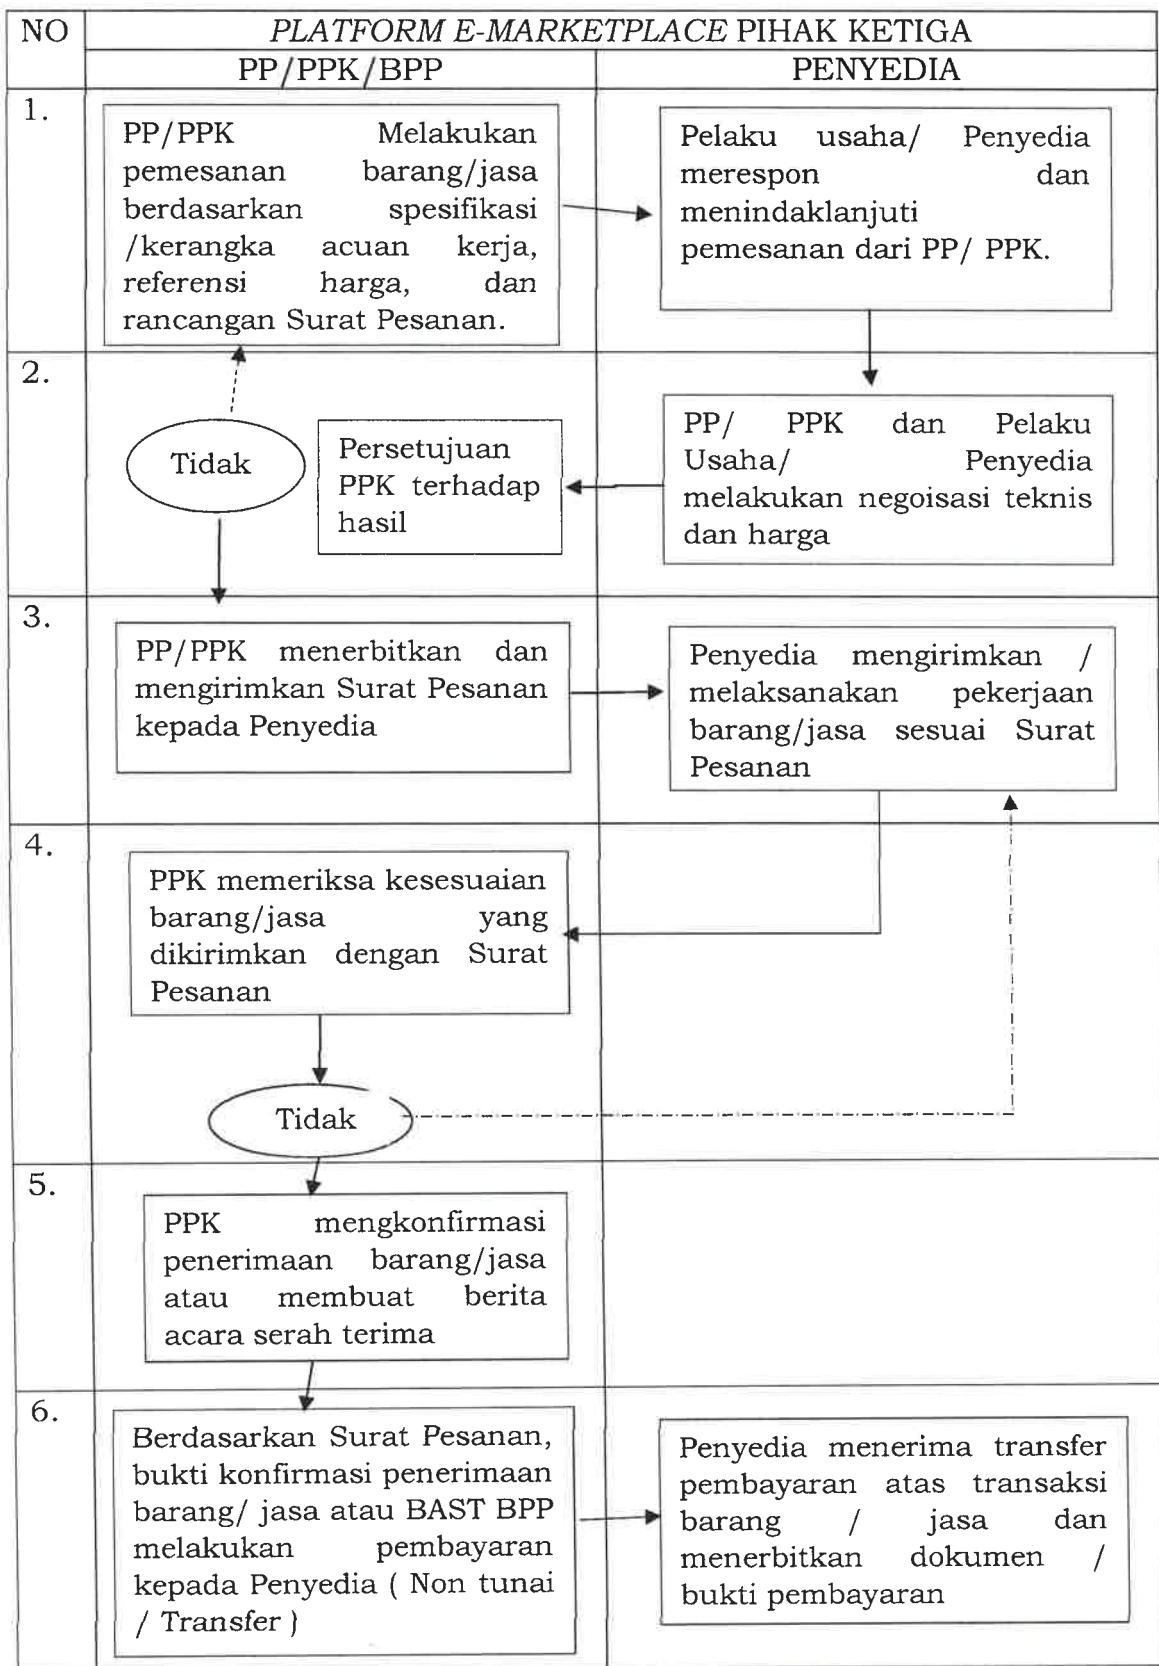 NO
PLATFORM E-MARKETPLACE PIHAK KETIGA
PP/PPK/BPP
PENYEDIA
1.
PP/PPK Melakukan
pemesanan barang/jasa
berdasarkan spesifikasi
/kerangka acuan kerja,
referensi harga, dan
rancangan Surat Pesanan.
Pelaku usaha/ Penyedia
merespon dan
menindaklanjuti
pemesanan dari PP/ PPK.
2.
Tidak
Persetujuan
PPK terhadap
hasil
PP/ PPK dan Pelaku
Usaha/ Penyedia
melakukan negoisasi teknis
dan harga
3.
PP/PPK menerbitkan dan
mengirimkan Surat Pesanan
kepada Penyedia
Penyedia mengirimkan /
melaksanakan pekerjaan
barang/jasa sesuai Surat
Pesanan
4.
PPK memeriksa kesesuaian
barang/jasa yang
dikirimkan dengan Surat
Pesanan
Tidak
5.
PPK mengkonfirmasi
penerimaan barang/jasa
atau membuat berita
acara serah terima
6.
Berdasarkan Surat Pesanan,
bukti konfirmasi penerimaan
barang/ jasa atau BAST BPP
melakukan pembayaran
kepada Penyedia ( Non tunai
/ Transfer )
Penyedia menerima transfer
pembayaran atas transaksi
barang / jasa dan
menerbitkan dokumen /
bukti pembayaran